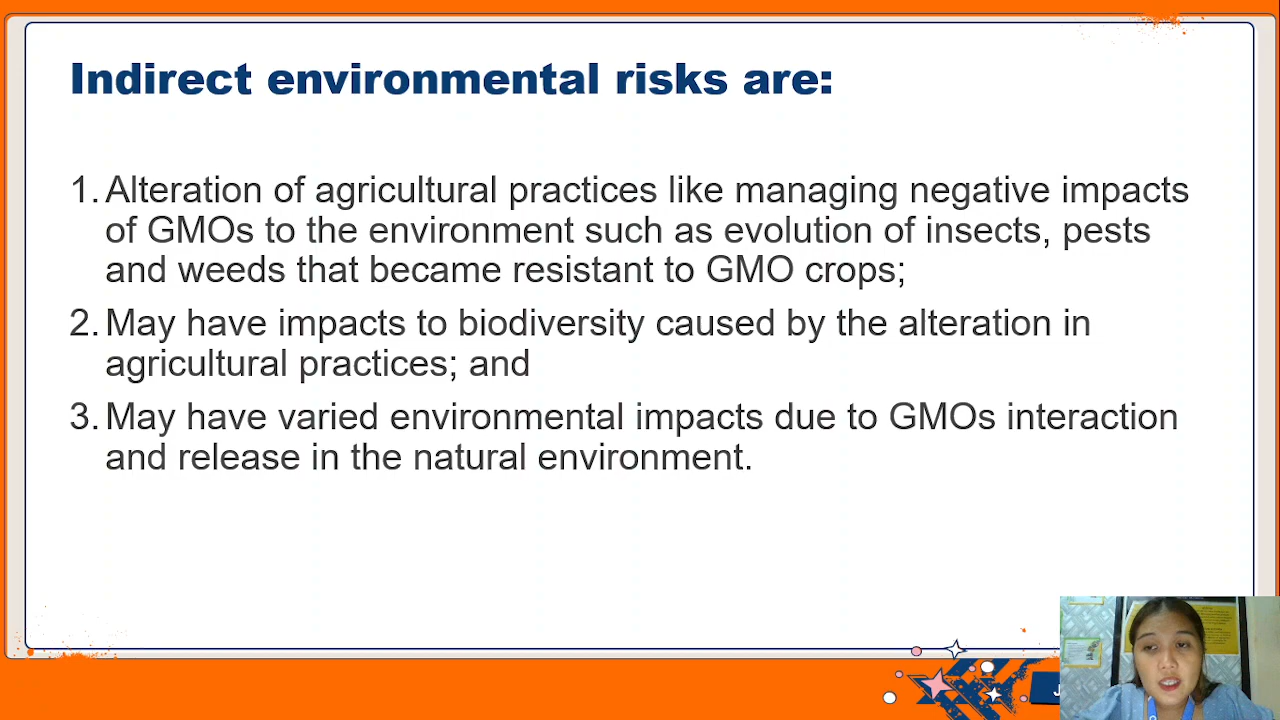 Indirect environmental risks are:
1. Alteration of agricultural practices like managing negative impacts
of GMOs to the environment such as evolution of insects, pests
and weeds that became resistant to GMO crops;
2. May have impacts to biodiversity caused by the alteration in
agricultural practices; and
3. May have varied environmental impacts due to GMOs interaction
and release in the natural environment.